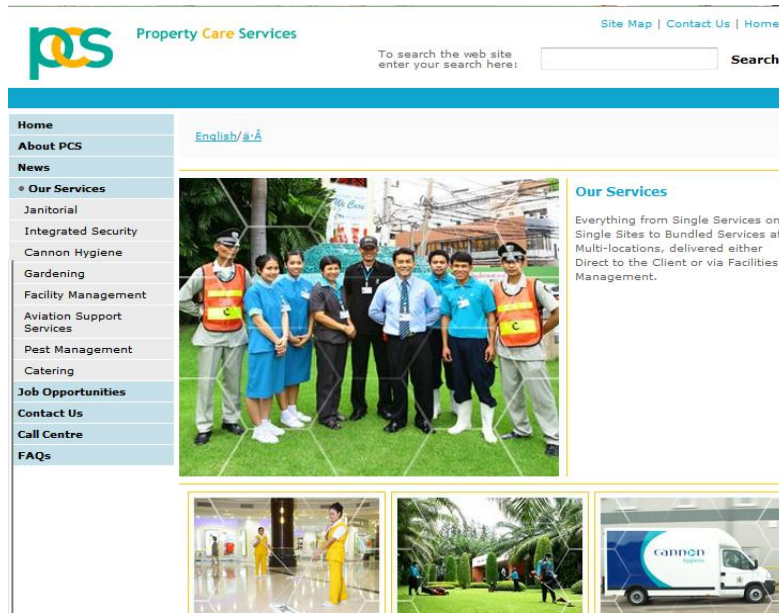 pcs
Property Care Services
Site Map | Contact Us | Home
To search the web site
enter your search here:
Search
Home
About PCS
News
Our Services
Janitorial
Integrated Security
Cannon Hygiene
Gardening
Facility Management
Aviation Support
Services
Pest Management
Catering
Job Opportunities
Contact Us
Call Centre
FAQs
English/ä·Â
Our Services
Everything from Single Services on
Single Sites to Bundled Services at
Multi-locations, delivered either
Direct to the Client or via Facilities
Management.
We Care
cannon
hygiene